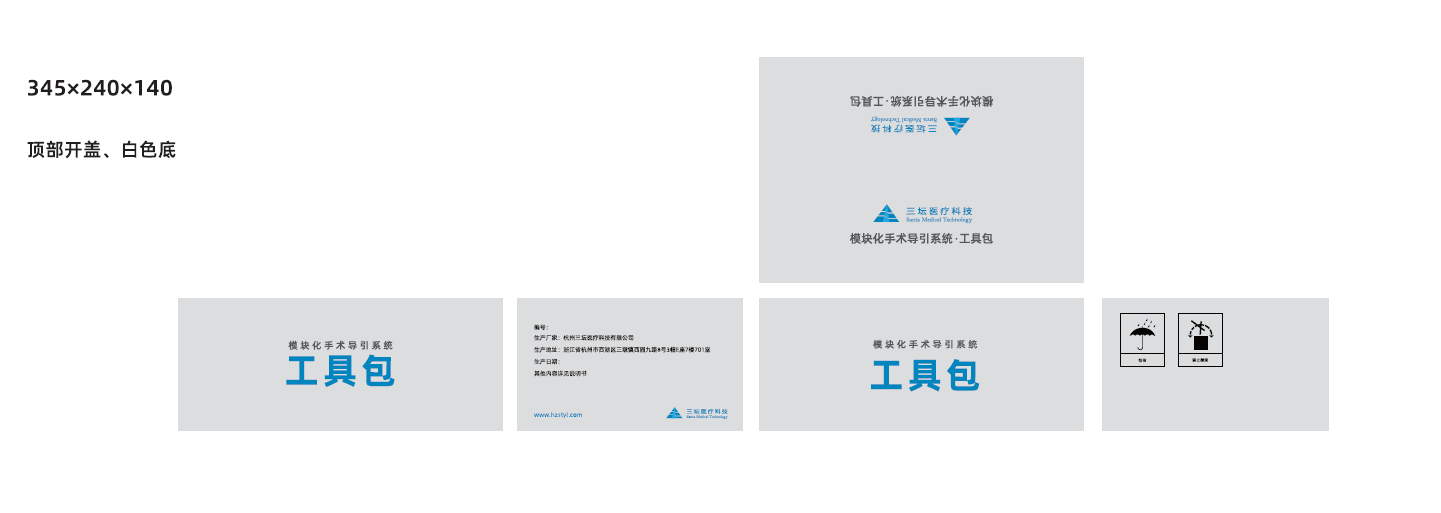 345×240×140
顶部开盖、白色底
模块化手术导引系统·工具包
三坛医疗科技
Santa Medical Technology
三坛医疗科技
Santa Medical Technology
模块化手术导引系统·工具包
模块化手术导引系统
工具包
编号：
生产厂家：杭州三坛医疗科技有限公司
生产地址：浙江省杭州市西湖区三墩镇西园九路8号3幢E座7楼701室
生产日期：
其他内容详见说明书
www.hzstyl.com
三坛医疗科技
Santa Medical Technology
模块化手术导引系统
工具包
禁止翻滚